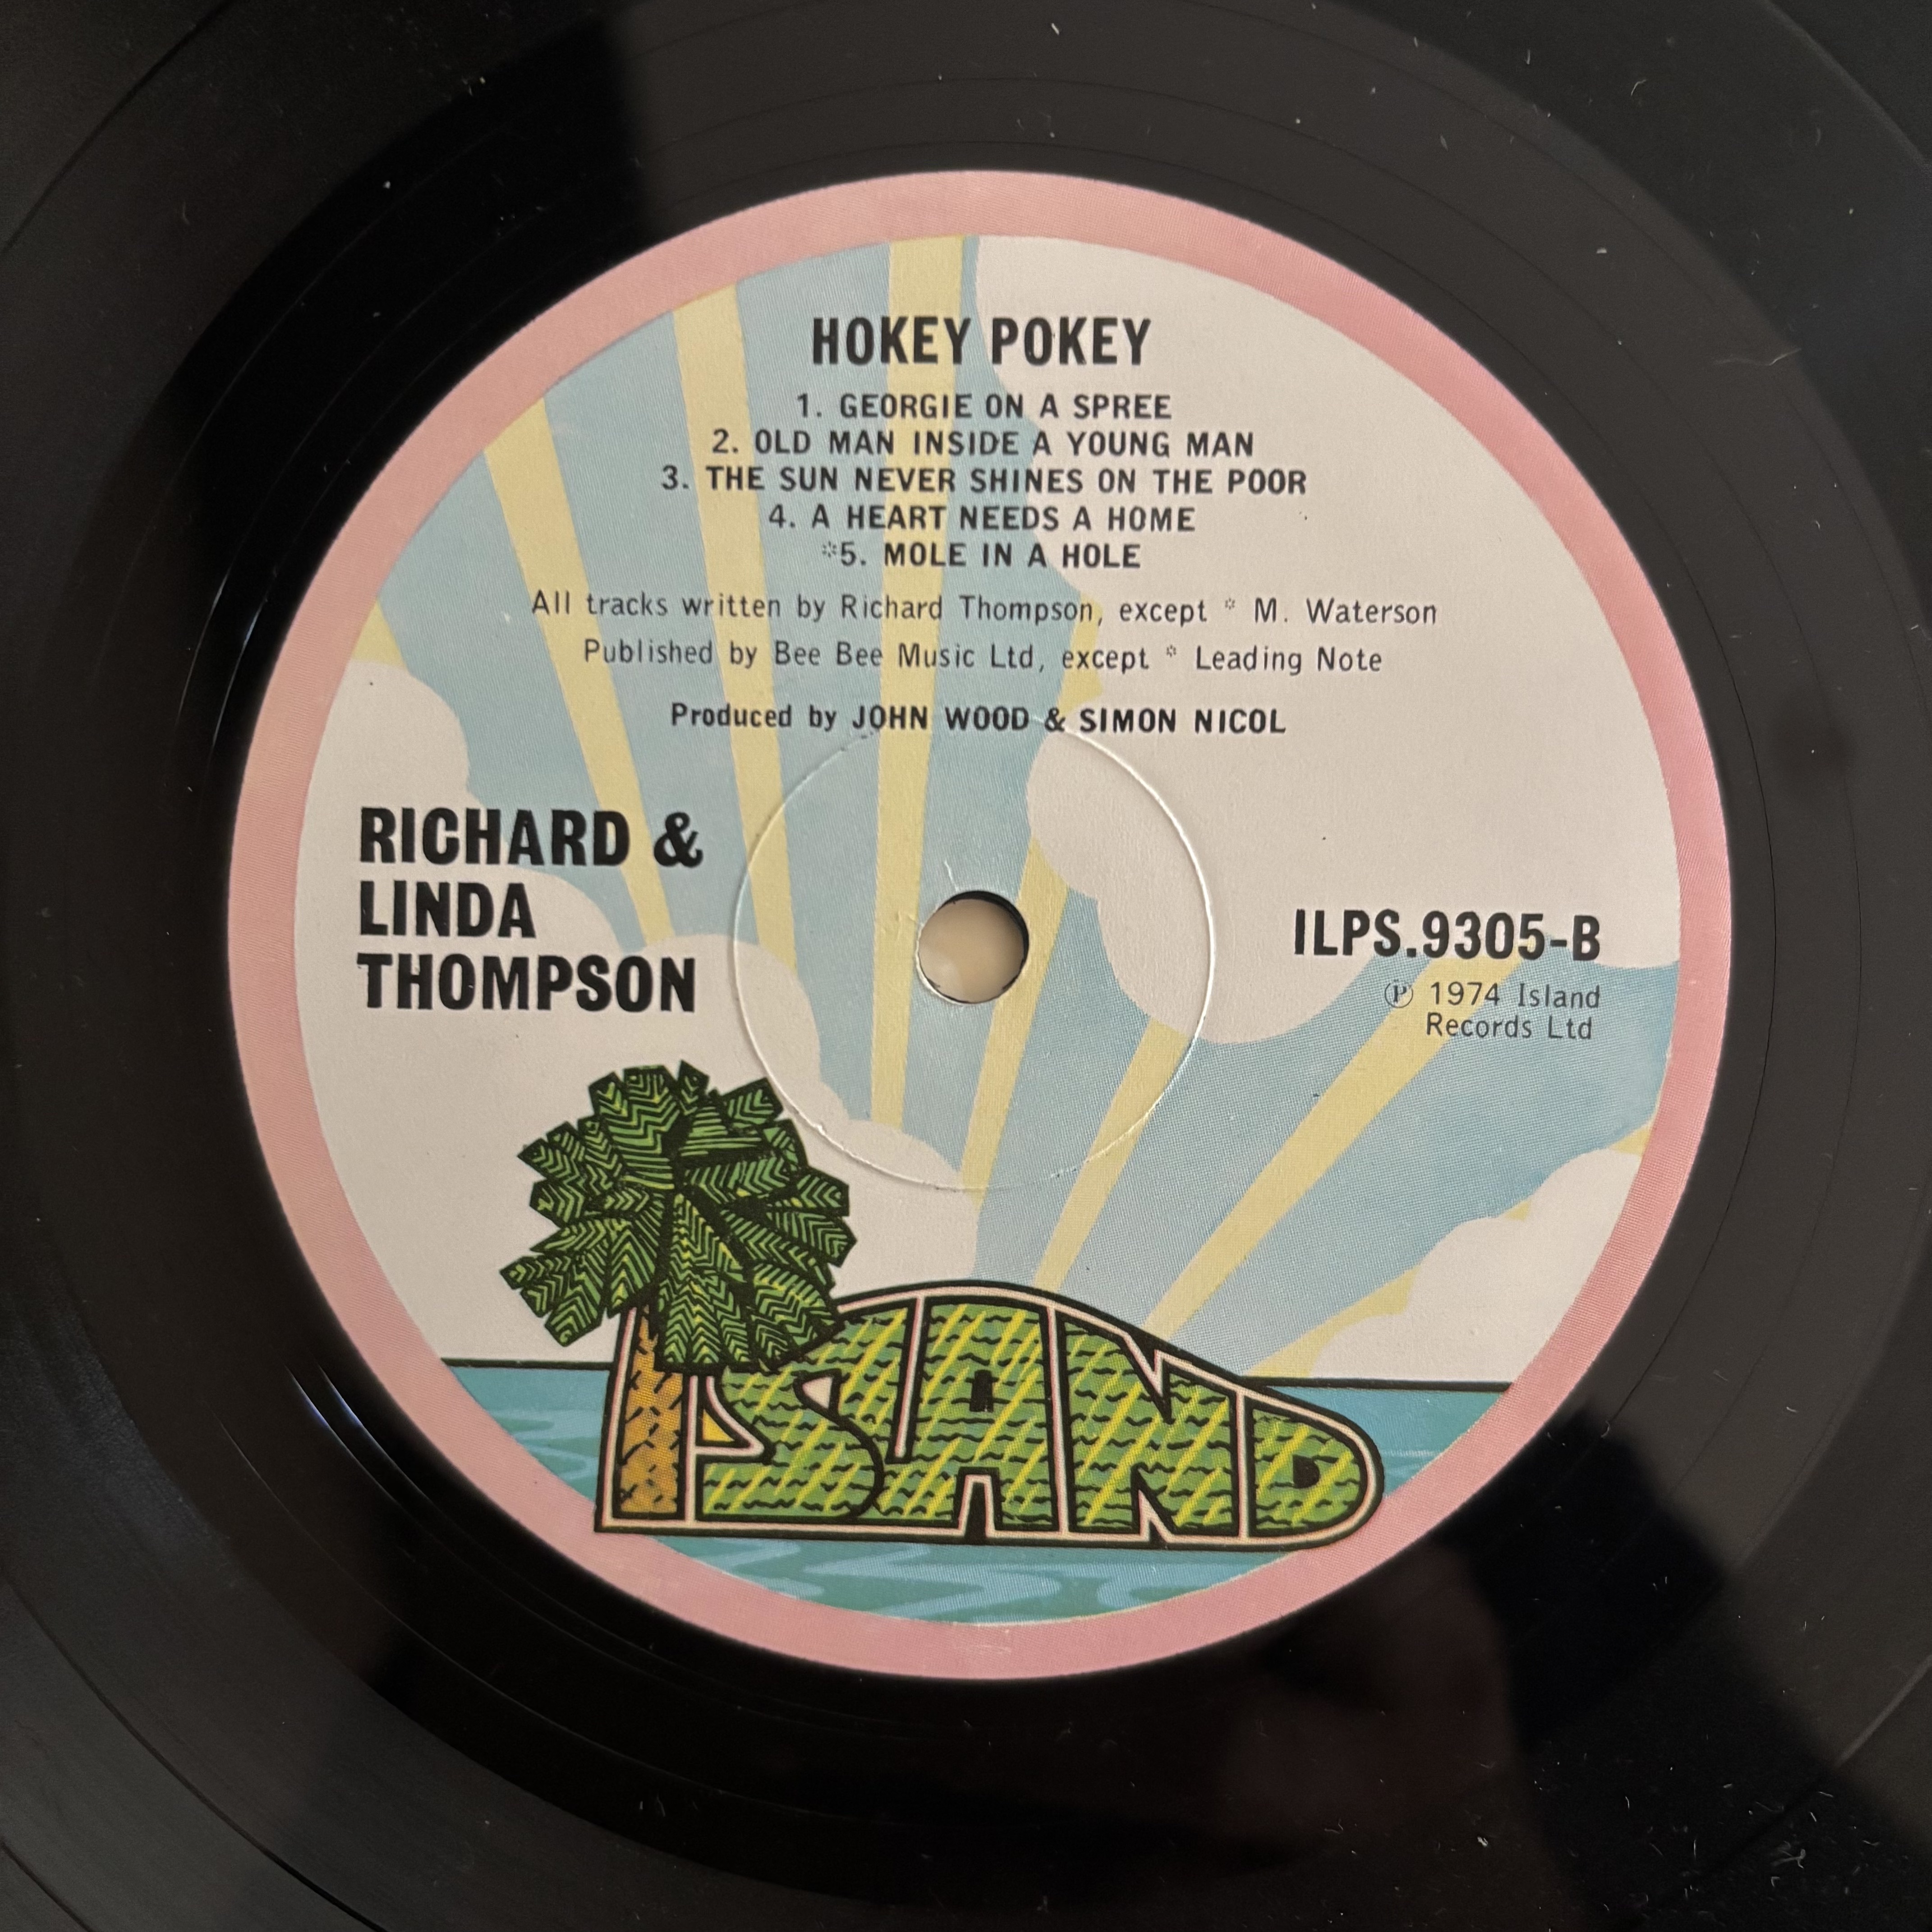 HOKEY POKEY
1. GEORGIE ON A SPREE
2. OLD MAN INSIDE A YOUNG MAN
3. THE SUN NEVER SHINES ON THE POOR
4. A HEART NEEDS A HOME
*5. MOLE IN A HOLE
All tracks written by Richard Thompson, except * M. Waterson
Published by Bee Bee Music Ltd, except * Leading Note
Produced by JOHN WOOD & SIMON NICOL
RICHARD &
LINDA
THOMPSON
ILPS.9305-B
Ⓟ 1974 Island
Records Ltd
ISLAND